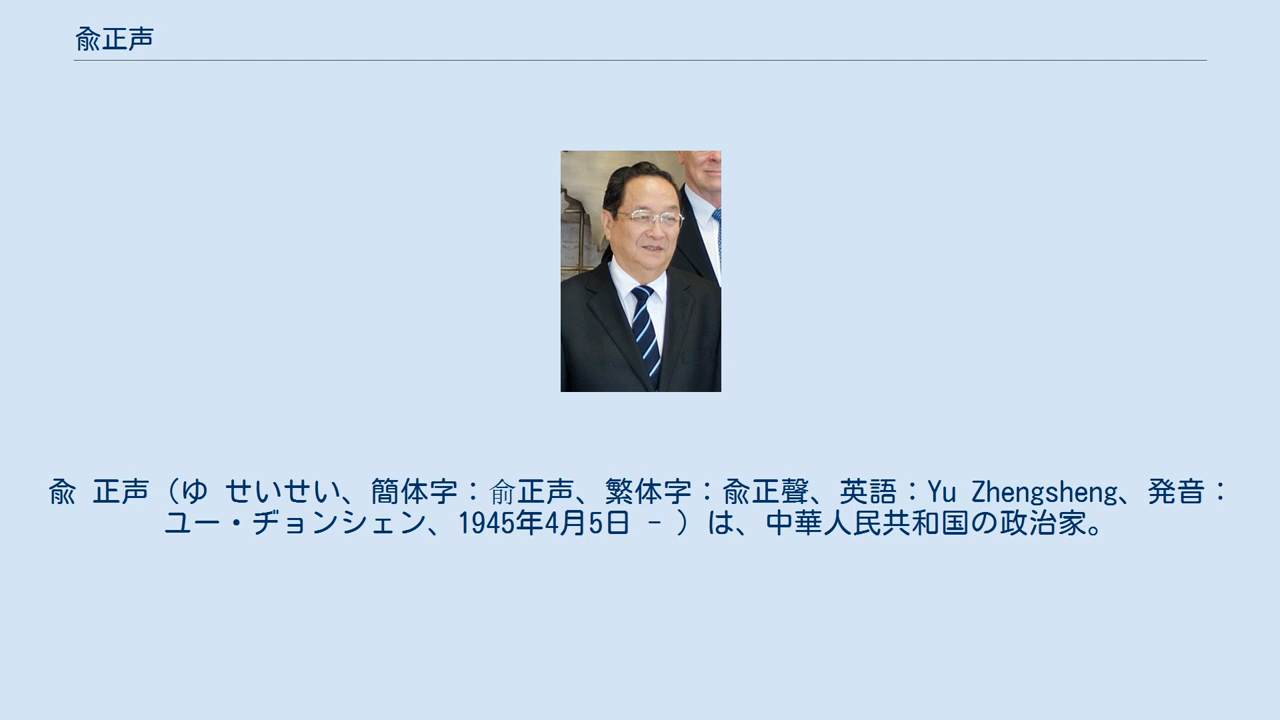 兪正声
兪 正声（ゆ せいせい、簡体字：俞正声、繁体字：兪正聲、英語：Yu Zhengsheng、発音：
ユー・ヂョンシェン、1945年4月5日 - ）は、中華人民共和国の政治家。